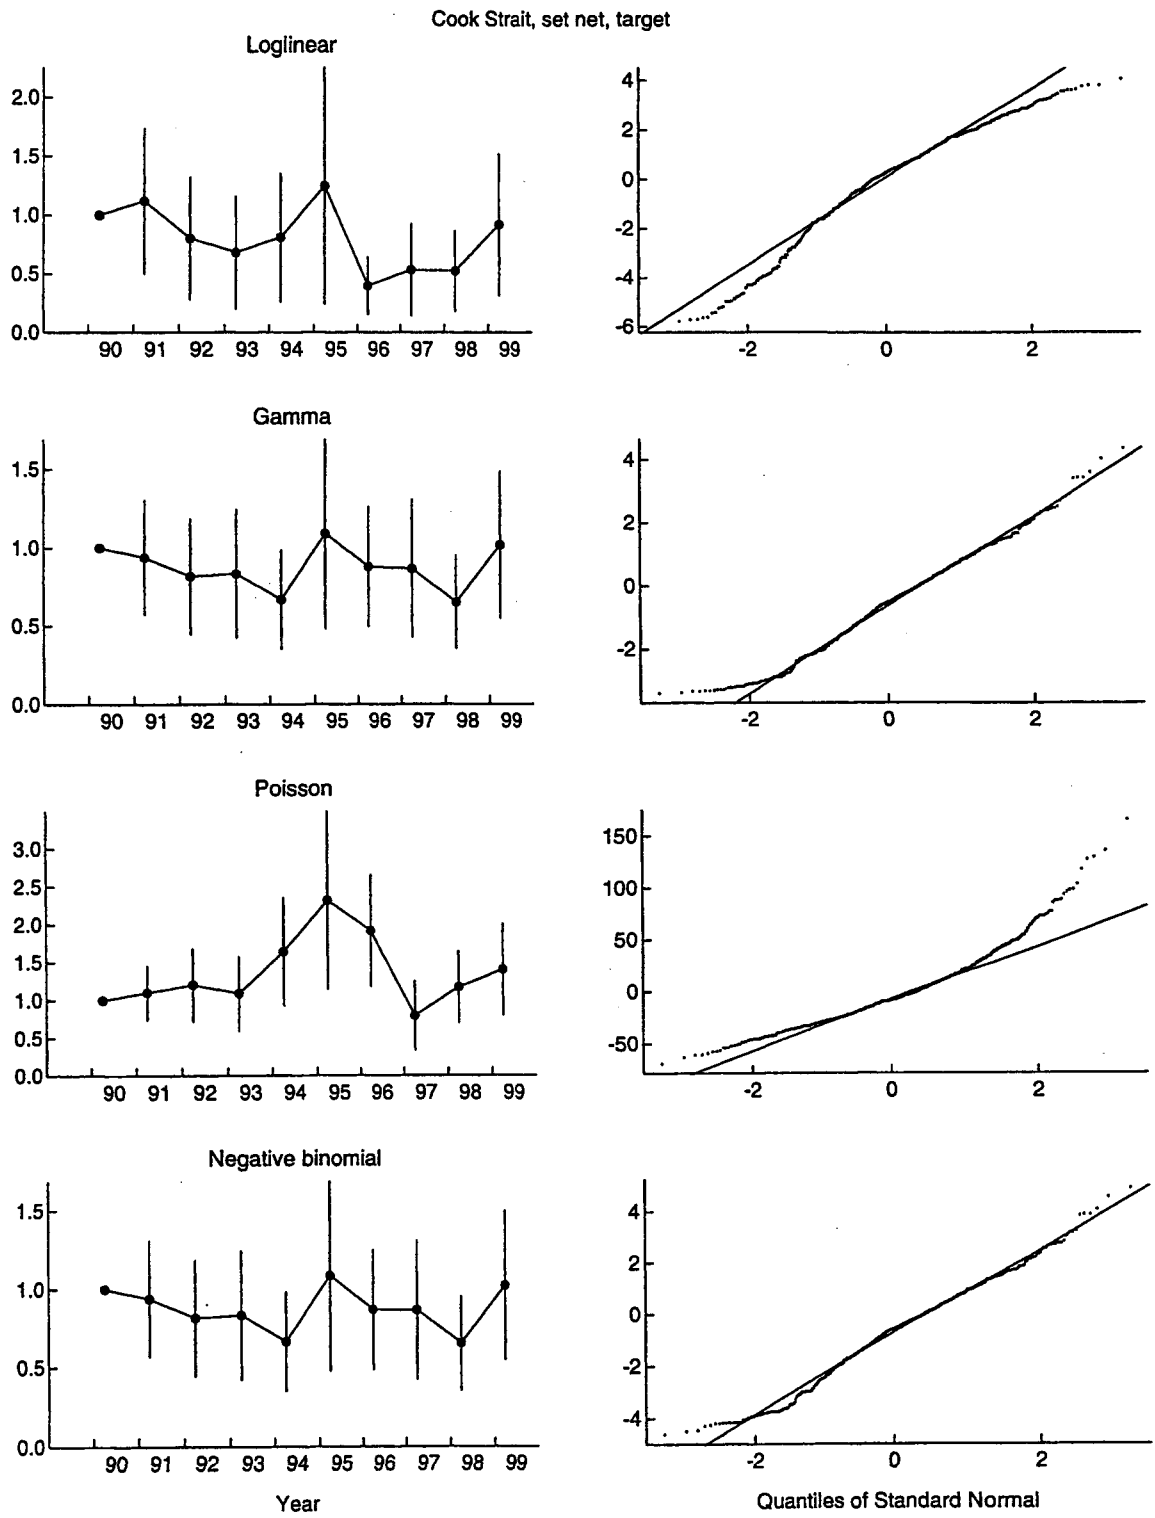 Cook Strait, set net, target
Loglinear
2.0
1.5
1.0
0.5
0.0
90 91 92 93 94 95 96 97 98 99
4
2
0
-2
-4
-6
-2 0 2
Gamma
1.5
1.0
0.5
0.0
90 91 92 93 94 95 96 97 98 99
4
2
0
-2
-2 0 2
Poisson
3.0
2.5
2.0
1.5
1.0
0.5
0.0
90 91 92 93 94 95 96 97 98 99
150
100
50
0
-50
-2 0 2
Negative binomial
1.5
1.0
0.5
0.0
90 91 92 93 94 95 96 97 98 99
Year
4
2
0
-2
-4
-2 0 2
Quantiles of Standard Normal